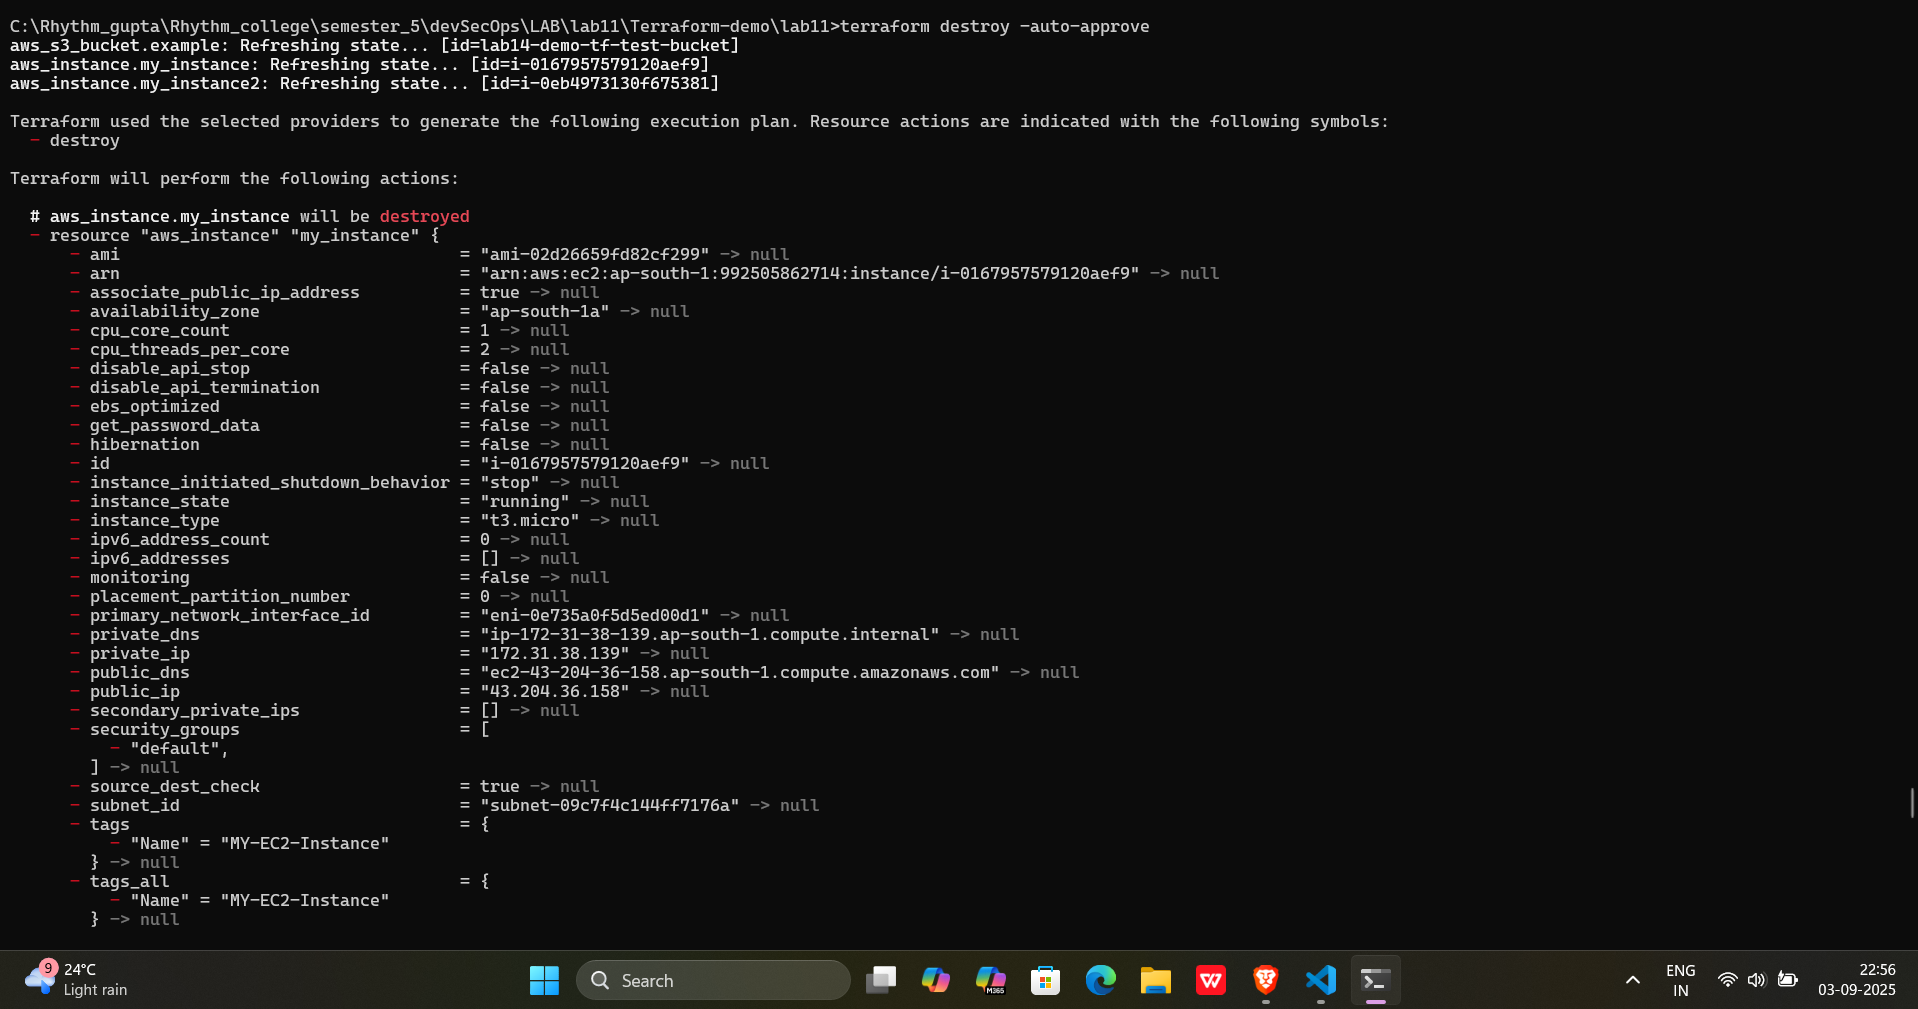 C:\Rhythm_gupta\Rhythm_college\semester_5\devSecOps\LAB\lab11\Terraform-demo\lab11>terraform destroy -auto-approve
aws_s3_bucket.example: Refreshing state... [id=lab14-demo-tf-test-bucket]
aws_instance.my_instance: Refreshing state... [id=i-0167957579120aef9]
aws_instance.my_instance2: Refreshing state... [id=i-0eb4973130f675381]
Terraform used the selected providers to generate the following execution plan. Resource actions are indicated with the following symbols:
- destroy
Terraform will perform the following actions:
# aws_instance.my_instance will be destroyed
- resource "aws_instance" "my_instance" {
- ami = "ami-02d26659fd82cf299" -> null
- arn = "arn:aws:ec2:ap-south-1:992505862714:instance/i-0167957579120aef9" -> null
- associate_public_ip_address = true -> null
- availability_zone = "ap-south-1a" -> null
- cpu_core_count = 1 -> null
- cpu_threads_per_core = 2 -> null
- disable_api_stop = false -> null
- disable_api_termination = false -> null
- ebs_optimized = false -> null
- get_password_data = false -> null
- hibernation = false -> null
- id = "i-0167957579120aef9" -> null
- instance_initiated_shutdown_behavior = "stop" -> null
- instance_state = "running" -> null
- instance_type = "t3.micro" -> null
- ipv6_address_count = 0 -> null
- ipv6_addresses = [] -> null
- monitoring = false -> null
- placement_partition_number = 0 -> null
- primary_network_interface_id = "eni-0e735a0f5d5ed00d1" -> null
- private_dns = "ip-172-31-38-139.ap-south-1.compute.internal" -> null
- private_ip = "172.31.38.139" -> null
- public_dns = "ec2-43-204-36-158.ap-south-1.compute.amazonaws.com" -> null
- public_ip = "43.204.36.158" -> null
- secondary_private_ips = [] -> null
- security_groups = [
- "default",
] -> null
- source_dest_check = true -> null
- subnet_id = "subnet-09c7f4c144ff7176a" -> null
- tags = {
- "Name" = "MY-EC2-Instance"
} -> null
- tags_all = {
- "Name" = "MY-EC2-Instance"
} -> null
9
24°C
Light rain
Search
M365
W
ENG
IN
22:56
03-09-2025